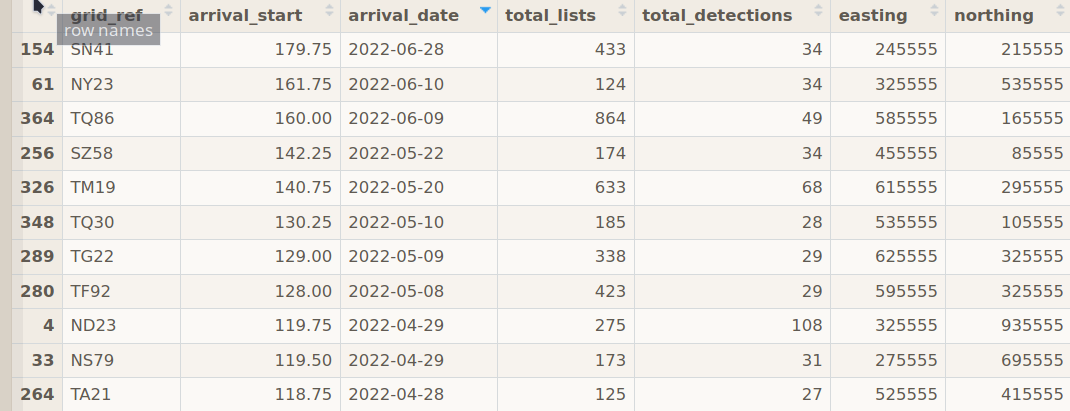 grid_ref arrival_start arrival_date total_lists total_detections easting northing
row names
154 SN41 179.75 2022-06-28 433 34 245555 215555
61 NY23 161.75 2022-06-10 124 34 325555 535555
364 TQ86 160.00 2022-06-09 864 49 585555 165555
256 SZ58 142.25 2022-05-22 174 34 455555 85555
326 TM19 140.75 2022-05-20 633 68 615555 295555
348 TQ30 130.25 2022-05-10 185 28 535555 105555
289 TG22 129.00 2022-05-09 338 29 625555 325555
280 TF92 128.00 2022-05-08 423 29 595555 325555
4 ND23 119.75 2022-04-29 275 108 325555 935555
33 NS79 119.50 2022-04-29 173 31 275555 695555
264 TA21 118.75 2022-04-28 125 27 525555 415555